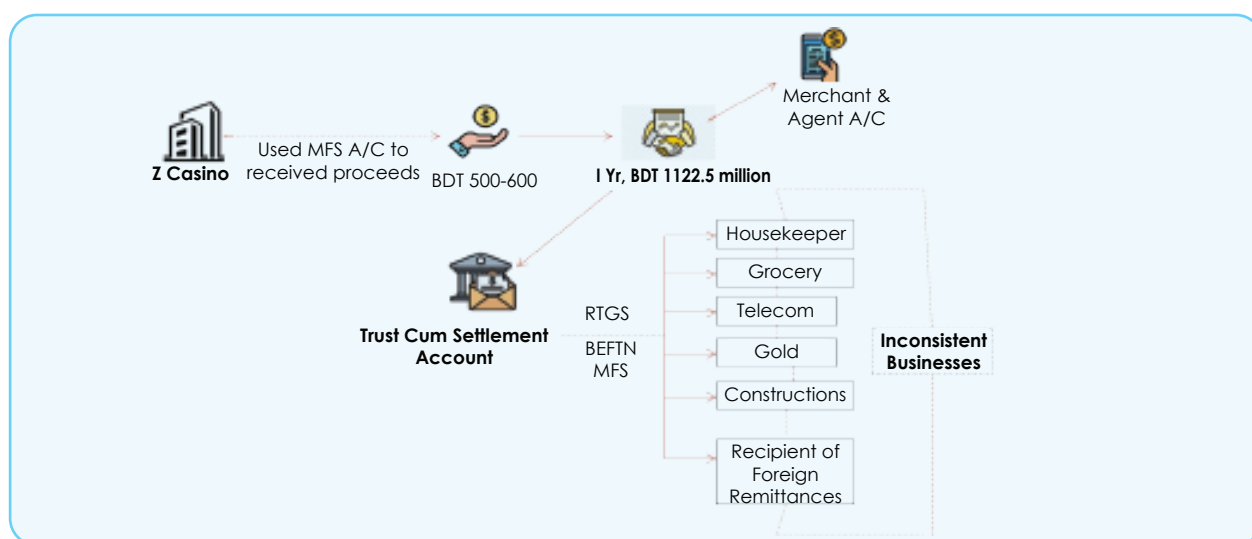 Merchant &
Agent A/C
Z Casino
Used MFS A/C to
received proceeds
BDT 500-600
I Yr, BDT 1122.5 million
Trust Cum Settlement
Account
RTGS
BEFTN
MFS
Housekeeper
Grocery
Telecom
Gold
Constructions
Recipient of
Foreign
Remittances
Inconsistent
Businesses